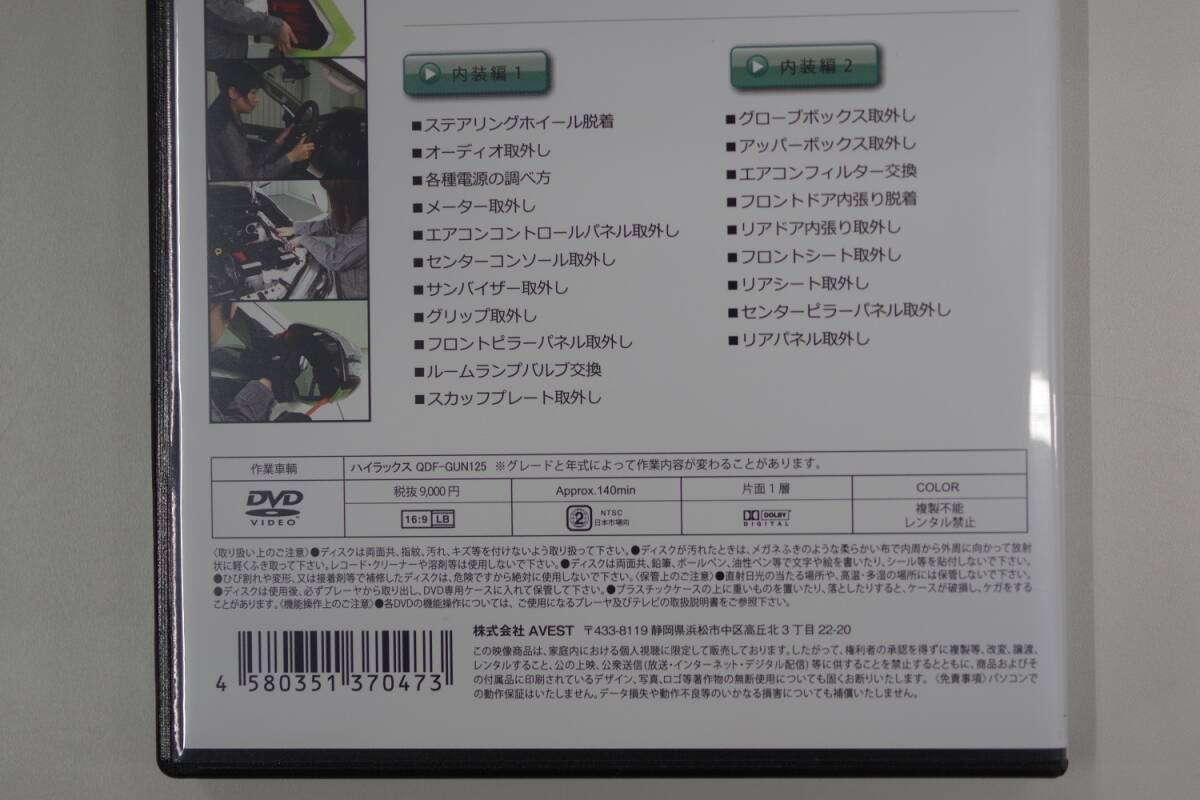 内装編 1
■ステアリングホイール脱着
■オーディオ取外し
■各種電源の調べ方
■メーター取外し
■エアコンコントロールパネル取外し
■センターコンソール取外し
■サンバイザー取外し
■グリップ取外し
■フロントピラーパネル取外し
■ルームランプバルブ交換
■スカッフプレート取外し
内装編 2
■グローブボックス取外し
■アッパーボックス取外し
■エアコンフィルター交換
■フロントドア内張り脱着
■リアドア内張り取外し
■フロントシート取外し
■リアシート取外し
■センターピラーパネル取外し
■リアパネル取外し
作業車輌 ハイラックス QDF-GUN125 ※グレードと年式によって作業内容が変わることがあります。
DVD VIDEO™ 税抜9,000円 Approx.140min 片面1層 COLOR
16:9 LB 2 NTSC 日本市場向 DOLBY DIGITAL 複製不能 レンタル禁止
〈取り扱い上のご注意〉●ディスクは両面共、指紋、汚れ、キズ等を付けないよう取り扱って下さい。●ディスクが汚れたときは、メガネふきのような柔らかい布で内周から外周に向かって放射
状に軽くふき取って下さい。レコード・クリーナーや溶剤等は使用しないで下さい。●ディスクは両面共、鉛筆、ボールペン、油性ペン等で文字や絵を書いたり、シール等を貼付しないで下さい。
●ひび割れや変形、又は接着剤等で補修したディスクは、危険ですから絶対に使用しないで下さい。〈保管上のご注意〉●直射日光の当たる場所や、高温・多湿の場所には保管しないで下さい。
●ディスクは使用後、必ずプレーヤから取り出し、DVD専用ケースに入れて保管して下さい。●プラスチックケースの上に重いものを置いたり、落としたりすると、ケースが破損し、ケガをする
ことがあります。〈機能操作上のご注意〉●各DVDの機能操作については、ご使用になるプレーヤ及びテレビの取扱説明書をご参照下さい。
4 580351 370473
株式会社 AVEST 〒433-8119 静岡県浜松市中区高丘北3丁目22-20
この映像商品は、家庭内における個人視聴に限定して販売しております。したがって、権利者の承認を得ずに複製等、改変、譲渡、
レンタルすること、公の上映、公衆送信(放送・インターネット・デジタル配信)等に供することを禁止するとともに、商品およびそ
の付属品に印刷されているデザイン、写真、ロゴ等著作物の無断使用についても固くお断りいたします。〈免責事項〉パソコンで
の動作保証はいたしません。データ損失や動作不良等のいかなる損害についても補償いたしません。